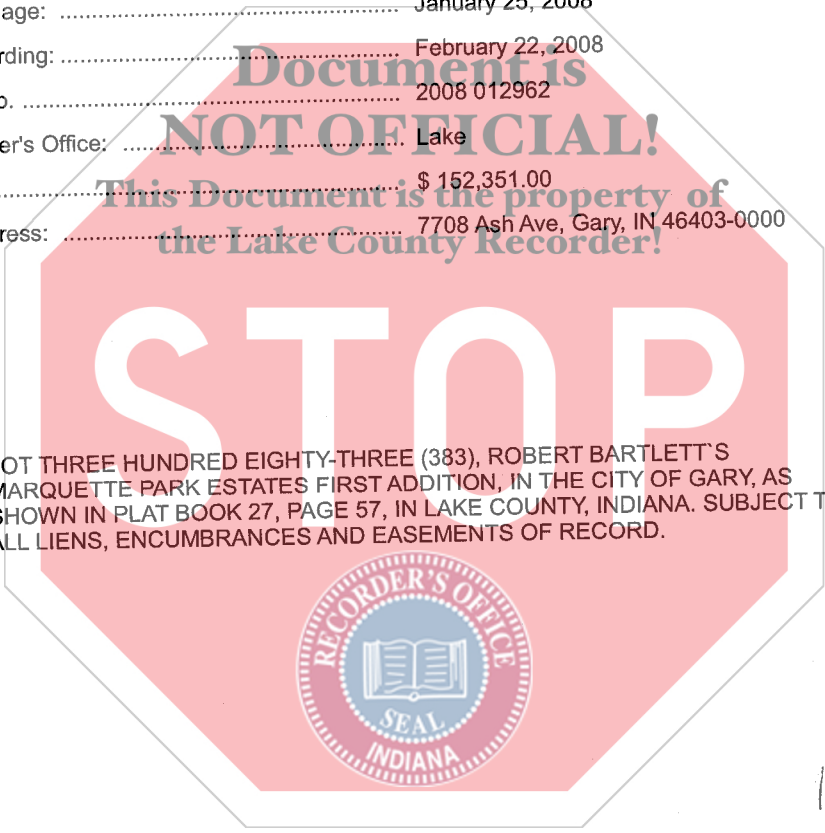 age: ........ January 25, 2008
rding: ........ February 22, 2008
o. ........ 2008 012962
er's Office: ........ Lake
........ $ 152,351.00
ress: ........ 7708 Ash Ave, Gary, IN 46403-0000
Document is
NOT OFFICIAL!
This Document is the property of
the Lake County Recorder!
STOP
OT THREE HUNDRED EIGHTY-THREE (383), ROBERT BARTLETT`S
MARQUETTE PARK ESTATES FIRST ADDITION, IN THE CITY OF GARY, AS
SHOWN IN PLAT BOOK 27, PAGE 57, IN LAKE COUNTY, INDIANA. SUBJECT T
ALL LIENS, ENCUMBRANCES AND EASEMENTS OF RECORD.
RECORDER'S OFFICE
SEAL
INDIANA